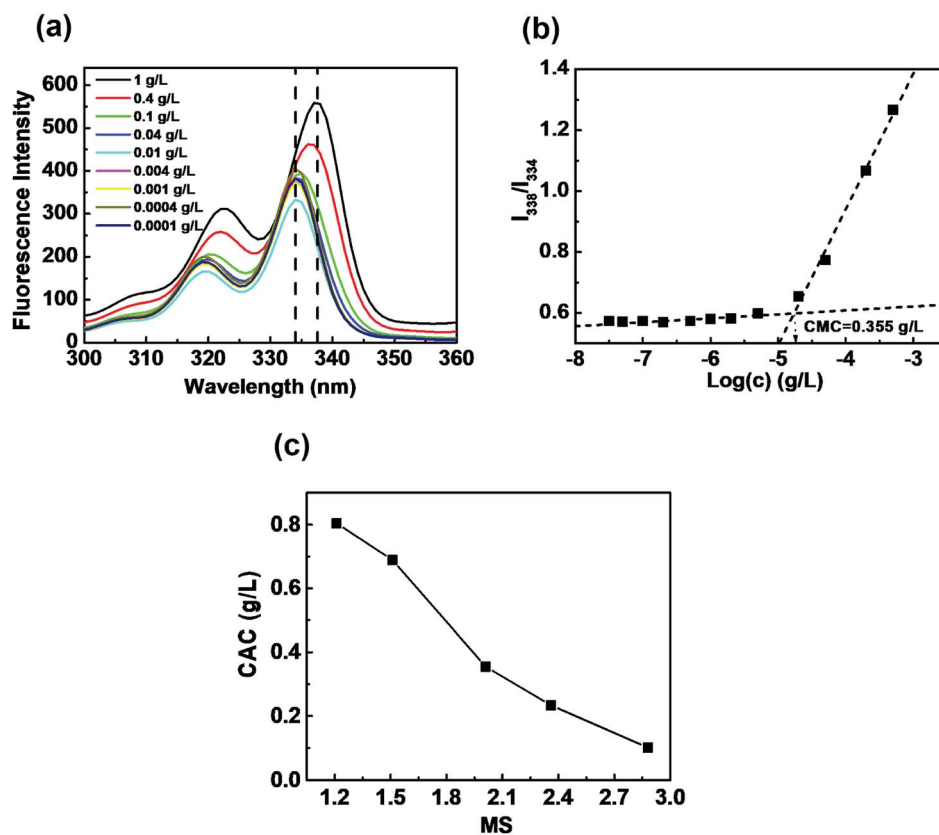 (a)
Fluorescence Intensity
600
500
400
300
200
100
0
1 g/L
0.4 g/L
0.1 g/L
0.04 g/L
0.01 g/L
0.004 g/L
0.001 g/L
0.0004 g/L
0.0001 g/L
300 310 320 330 340 350 360
Wavelength (nm)
(b)
I338/I334
1.4
1.2
1.0
0.8
0.6
CMC=0.355 g/L
-8 -7 -6 -5 -4 -3
Log(c) (g/L)
(c)
CAC (g/L)
0.8
0.6
0.4
0.2
0.0
1.2 1.5 1.8 2.1 2.4 2.7 3.0
MS